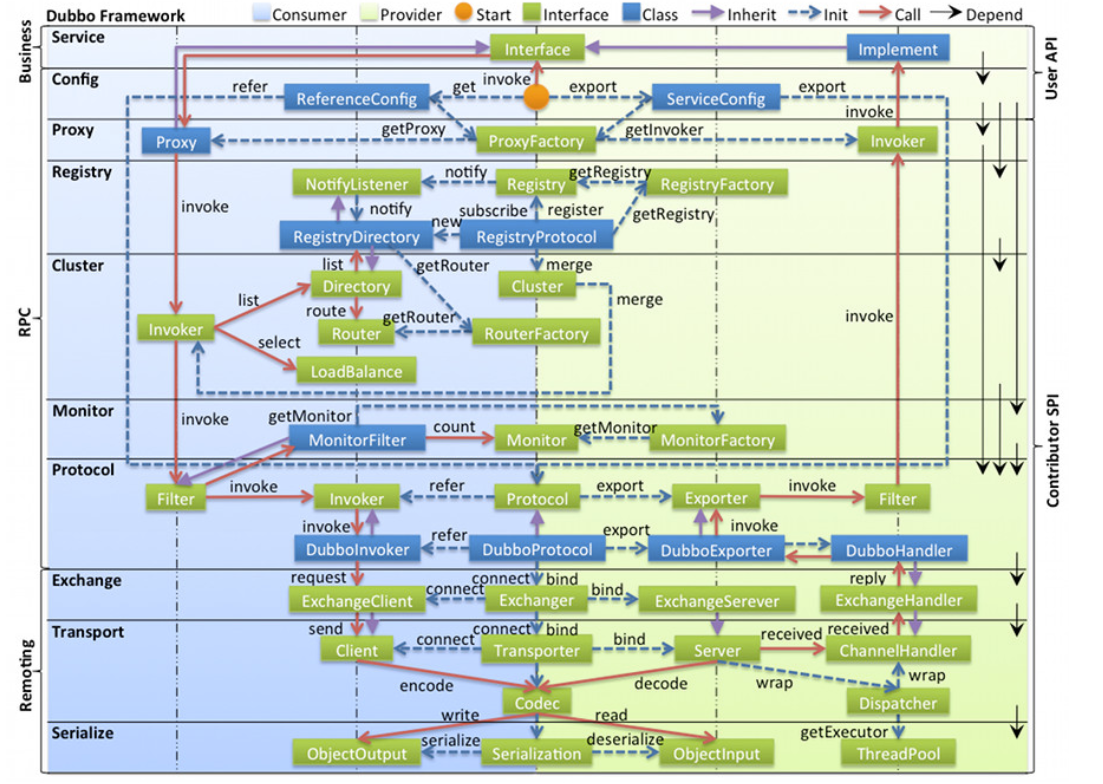 Dubbo Framework
Consumer
Provider
Start
Interface
Class
Inherit
Init
Call
Depend
Business
RPC
Remoting
User API
Contributor SPI
Service
Interface
Implement
Config
refer
ReferenceConfig
get
invoke
export
ServiceConfig
export
invoke
Proxy
Proxy
getProxy
ProxyFactory
getInvoker
Invoker
Registry
NotifyListener
notify
Registry
getRegistry
RegistryFactory
invoke
notify
subscribe
register
getRegistry
RegistryDirectory
new
RegistryProtocol
Cluster
list
getRouter
merge
Directory
Cluster
list
merge
route
getRouter
invoke
Invoker
Router
RouterFactory
select
LoadBalance
Monitor
invoke
getMonitor
MonitorFilter
count
Monitor
getMonitor
MonitorFactory
Protocol
Filter
invoke
Invoker
refer
Protocol
export
Exporter
invoke
Filter
invoke
export
invoke
DubboInvoker
refer
DubboProtocol
DubboExporter
DubboHandler
Exchange
request
connect
bind
reply
ExchangeClient
connect
Exchanger
bind
ExchangeSerever
ExchangeHandler
Transport
send
connect
bind
received
received
Client
connect
Transporter
bind
Server
ChannelHandler
encode
decode
wrap
wrap
Codec
Dispatcher
write
read
Serialize
getExecutor
ObjectOutput
serialize
Serialization
deserialize
ObjectInput
ThreadPool